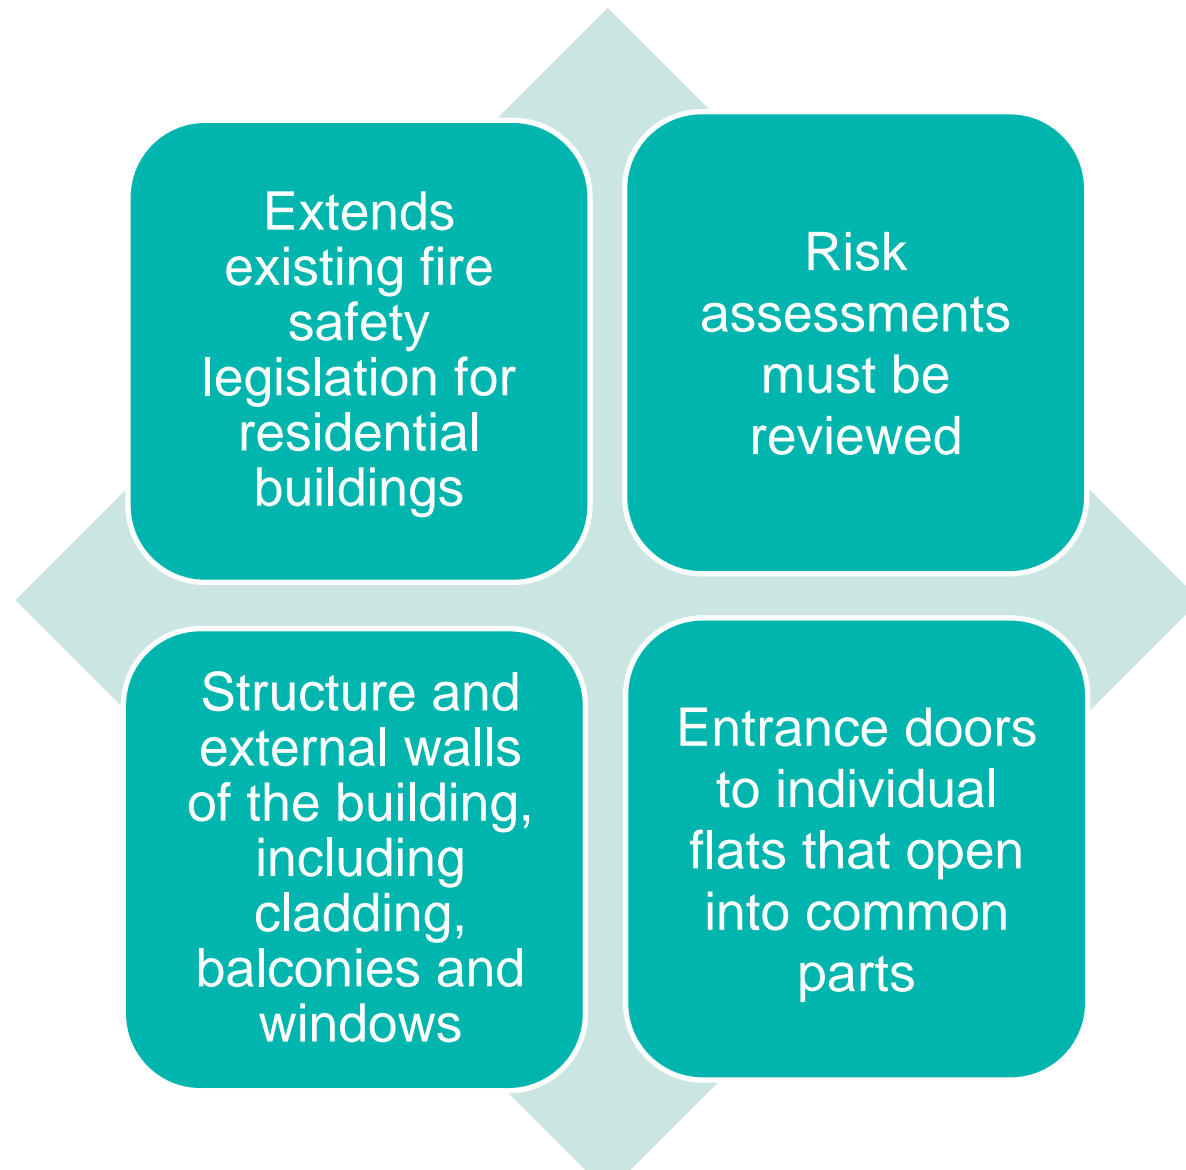 Extends
existing fire
safety
legislation for
residential
buildings
Risk
assessments
must be
reviewed
Structure and
external walls
of the building,
including
cladding,
balconies and
windows
Entrance doors
to individual
flats that open
into common
parts